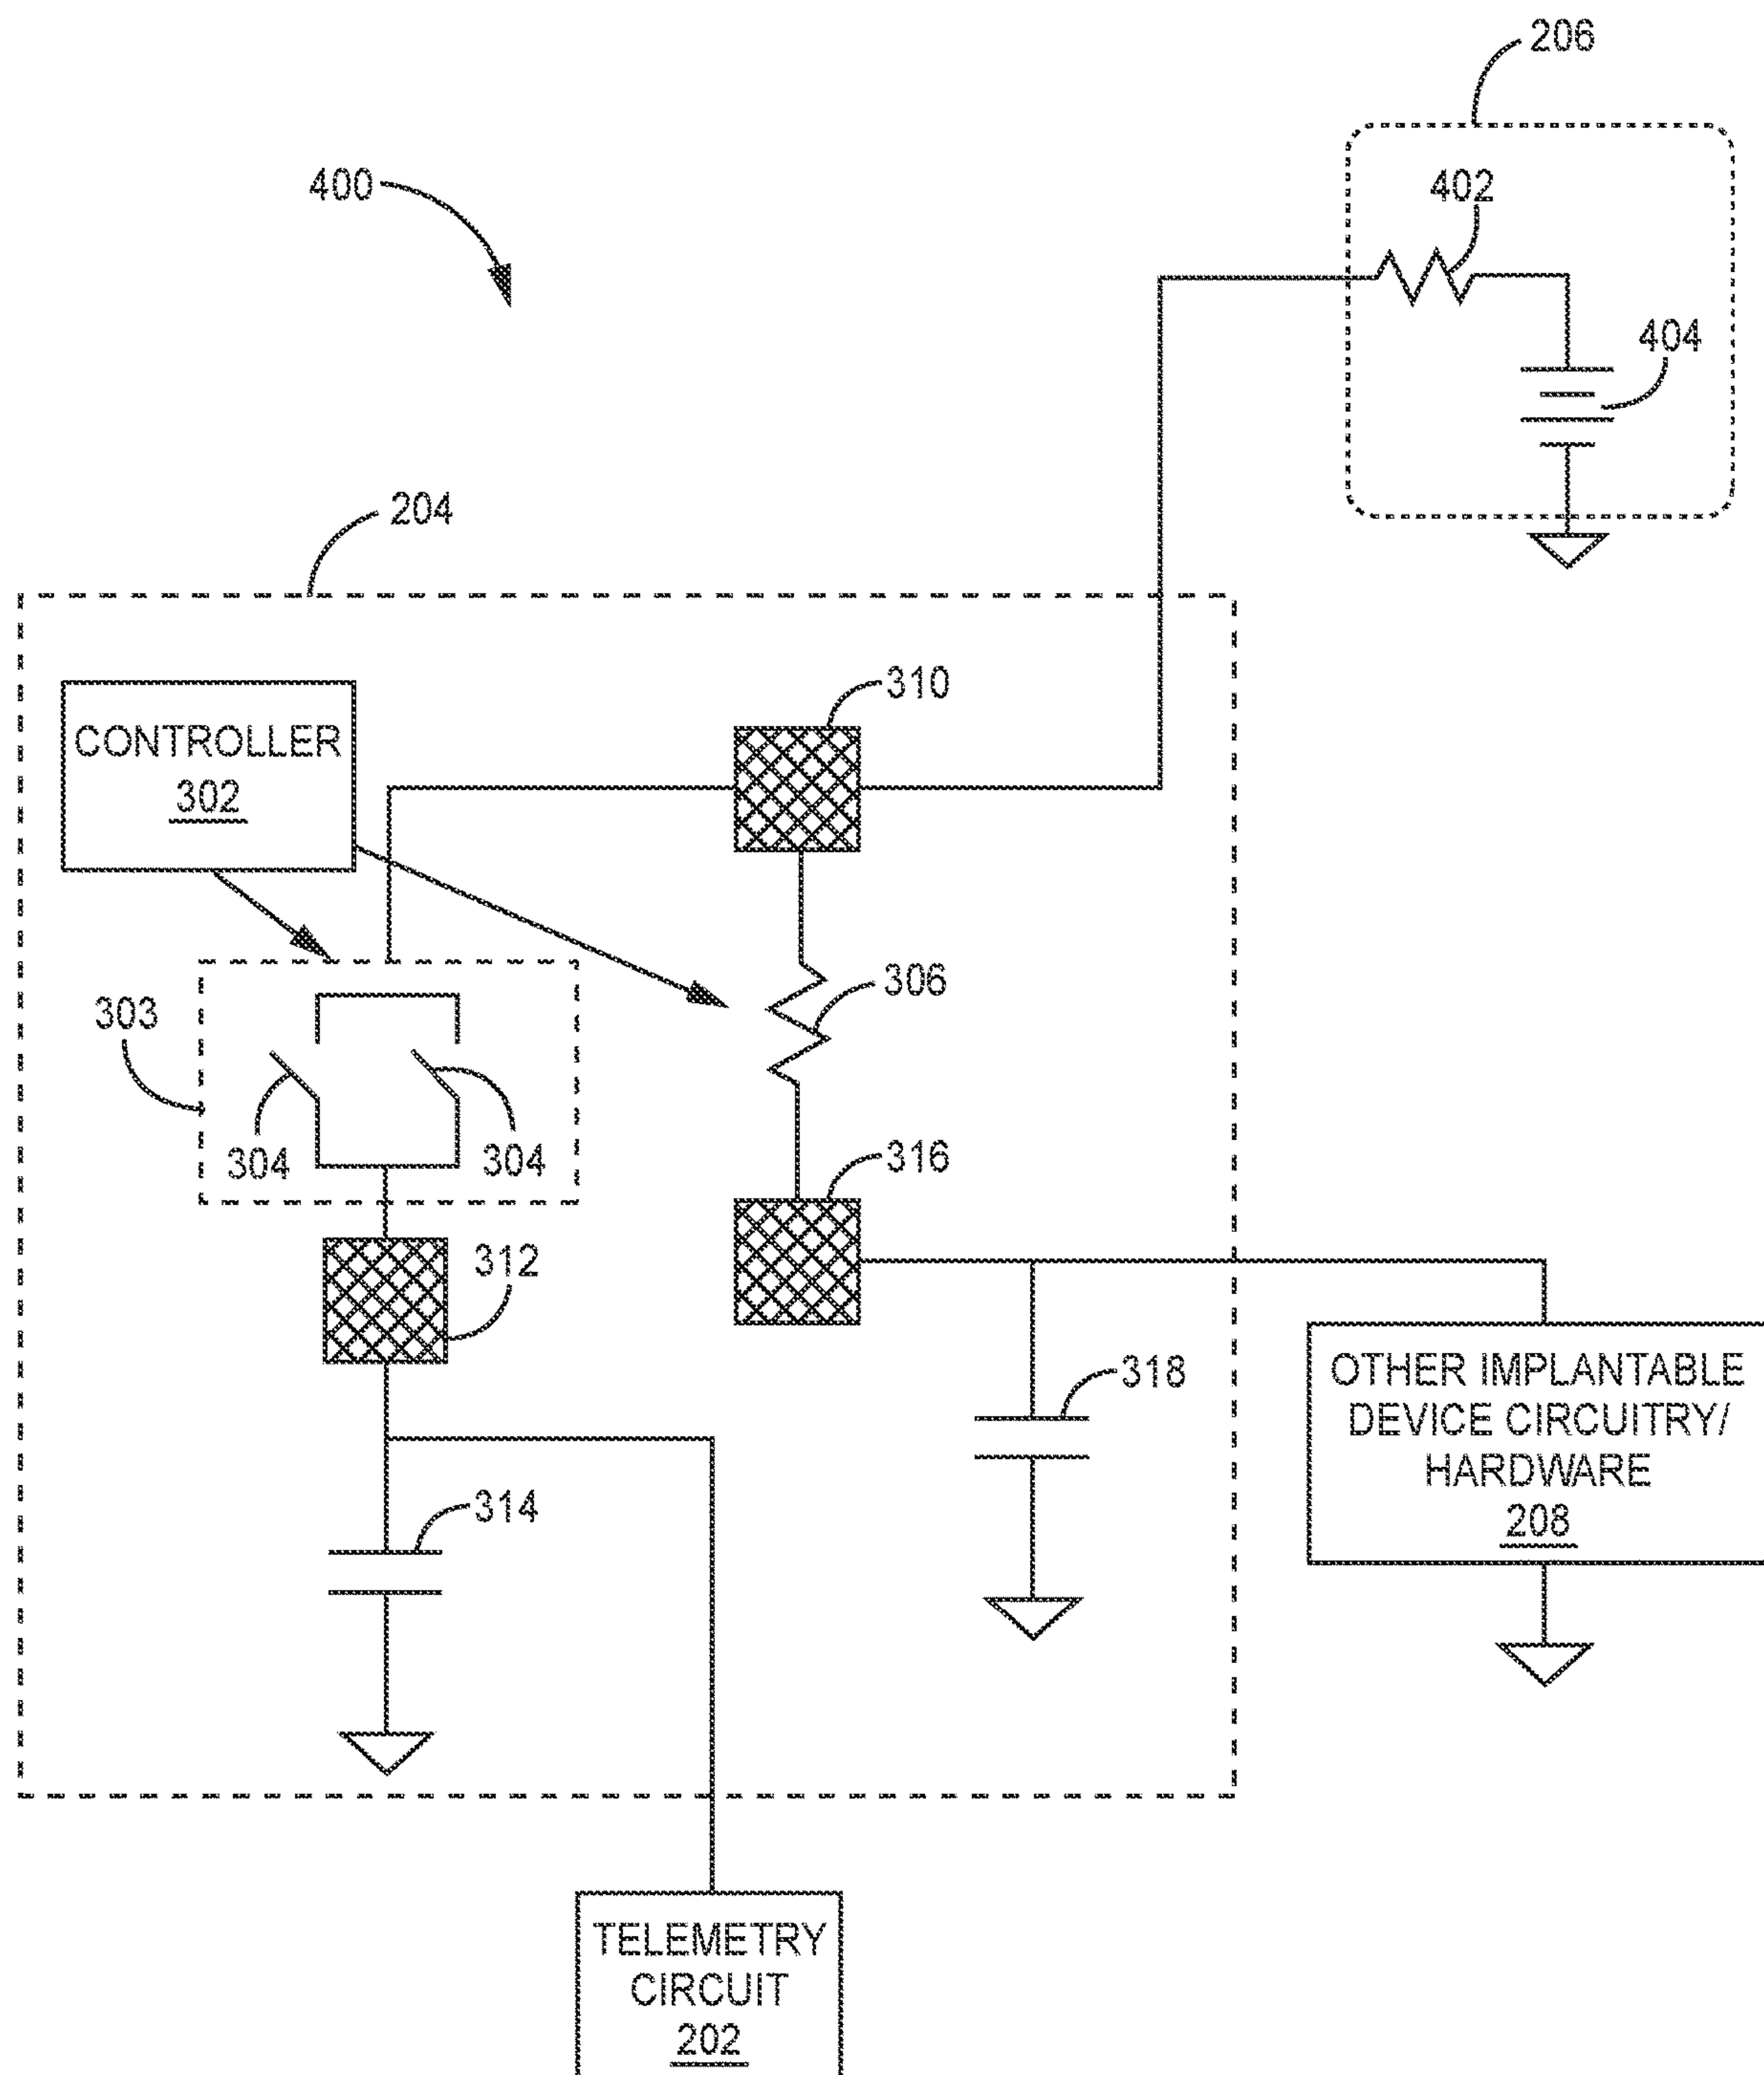 206
400
402
404
204
310
CONTROLLER
302
306
303
304
304
316
312
318
OTHER IMPLANTABLE
DEVICE CIRCUITRY/
HARDWARE
208
314
TELEMETRY
CIRCUIT
202